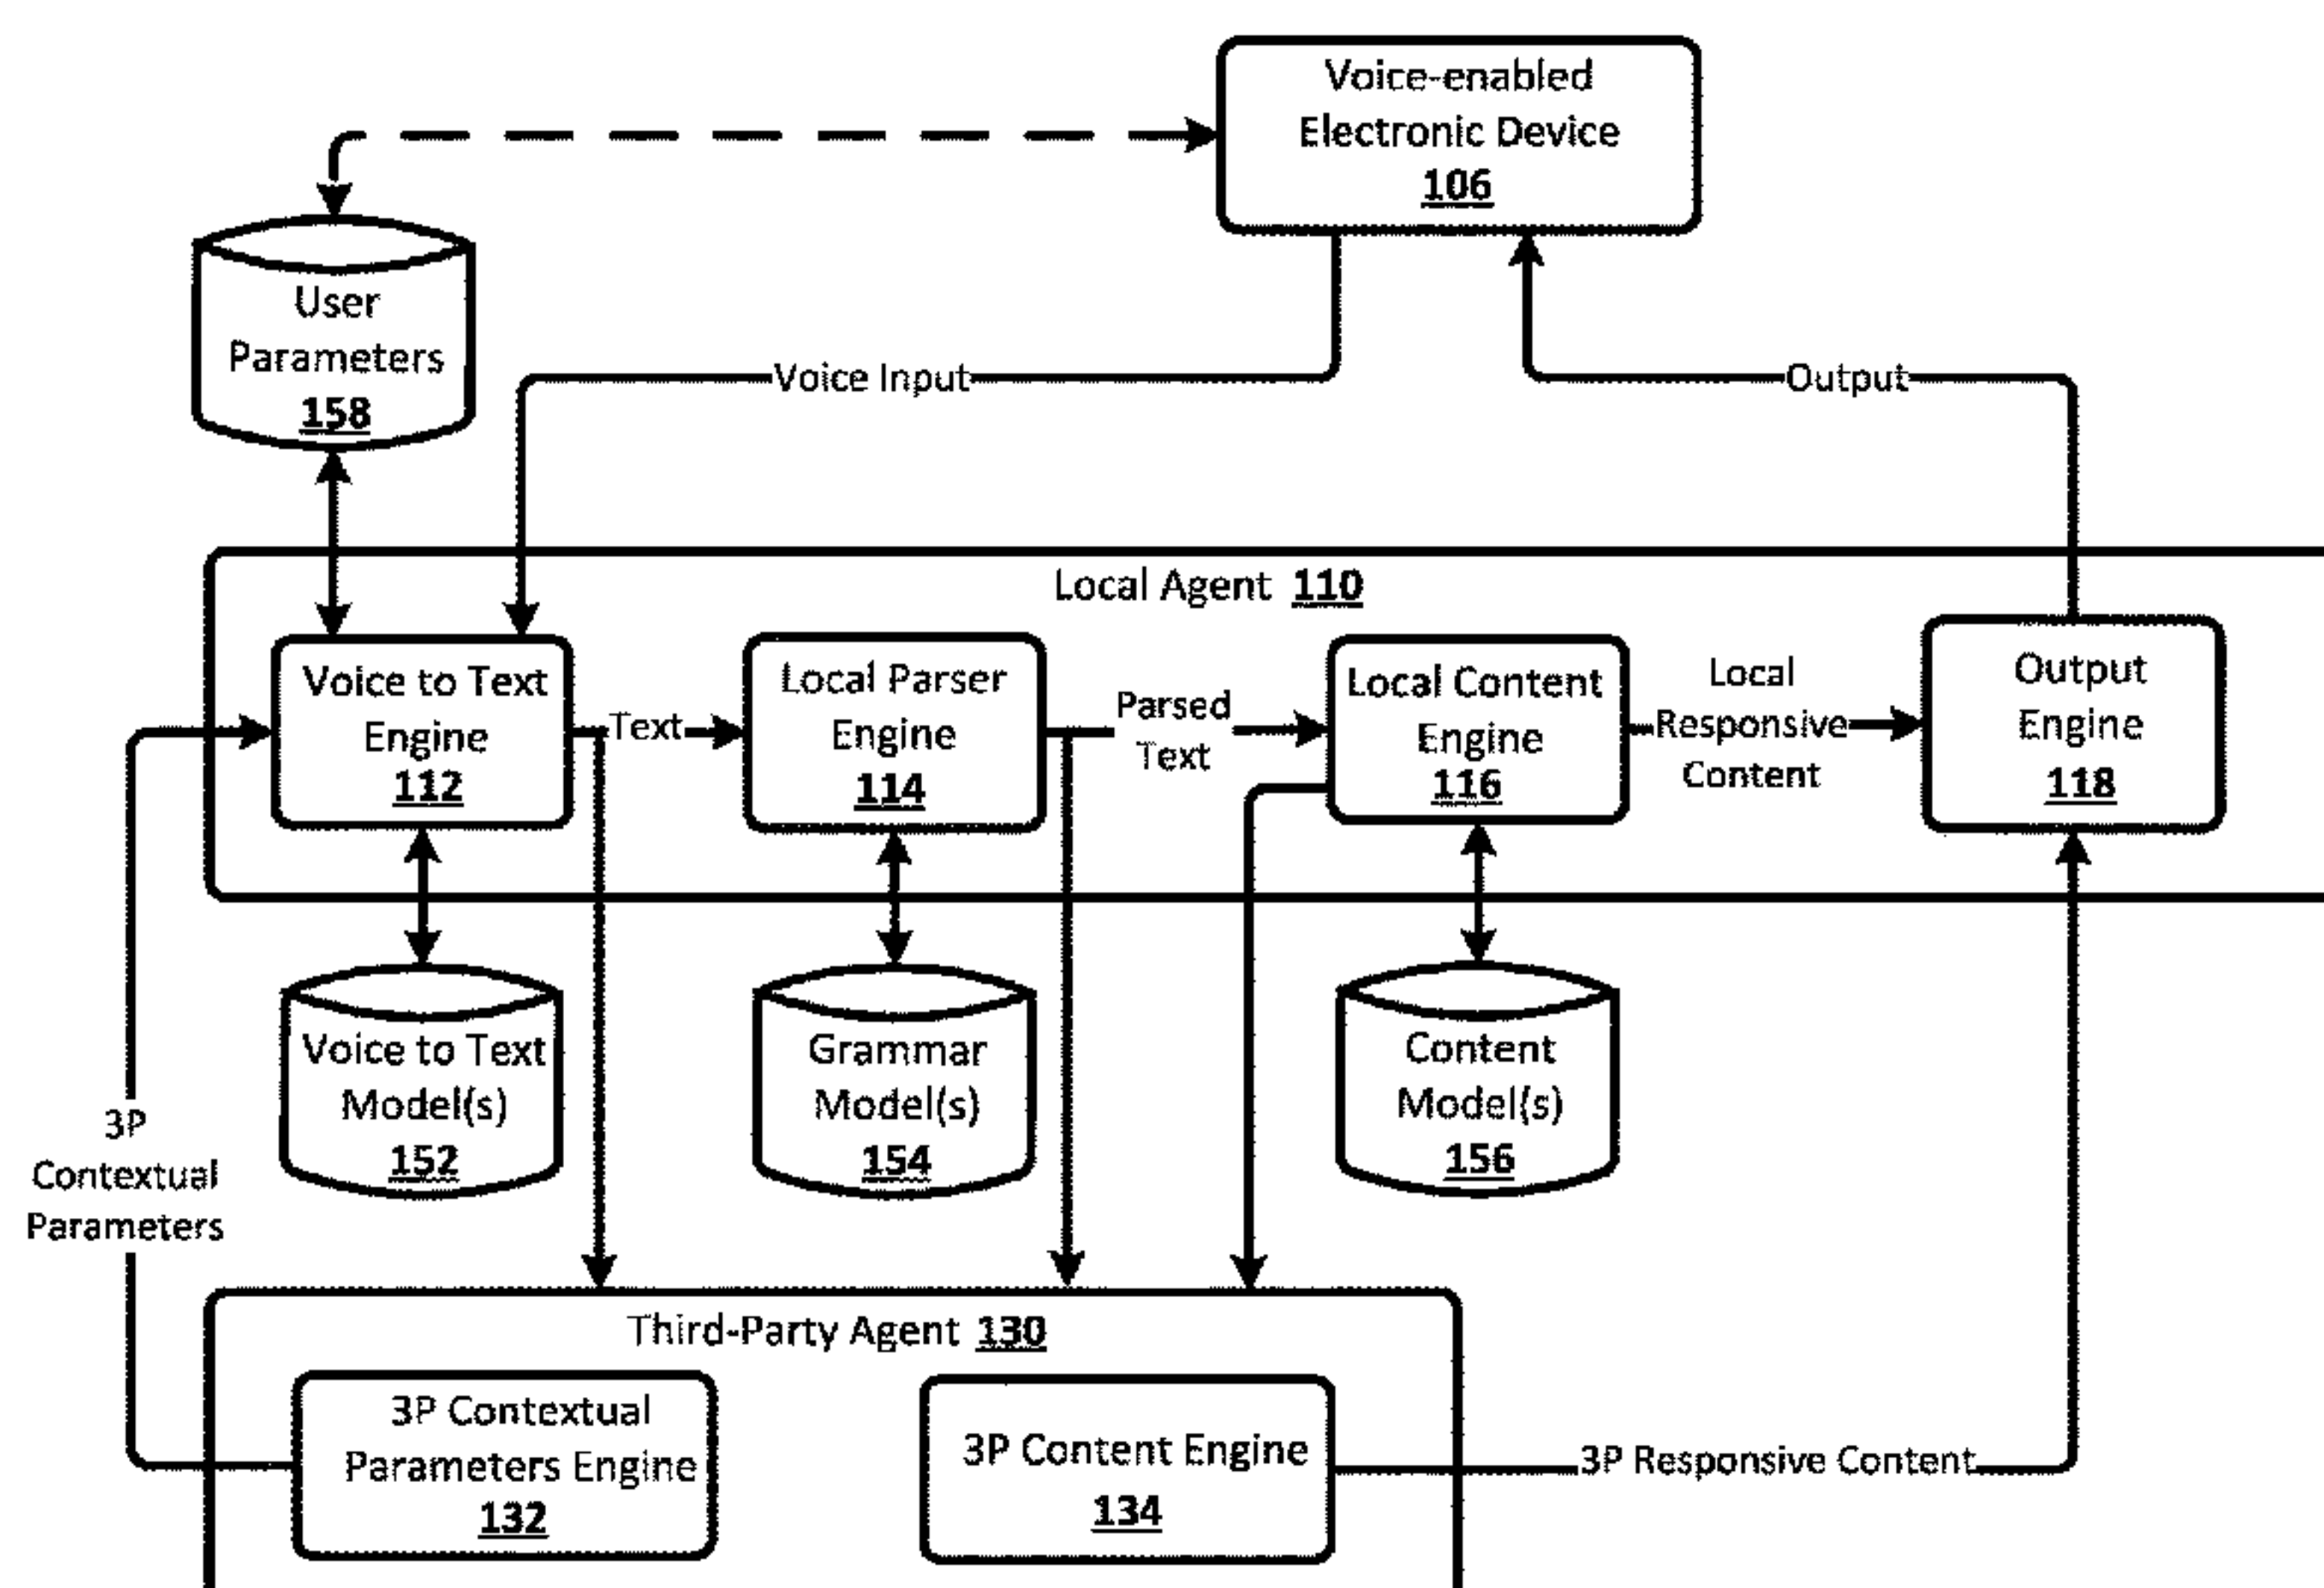 Voice-enabled
Electronic Device
106
User
Parameters
158
Voice Input
Output
Local Agent 110
Voice to Text
Engine
112
Text
Local Parser
Engine
114
Parsed
Text
Local Content
Engine
116
Local
Responsive
Content
Output
Engine
118
Voice to Text
Model(s)
152
Grammar
Model(s)
154
Content
Model(s)
156
3P
Contextual
Parameters
Third-Party Agent 130
3P Contextual
Parameters Engine
132
3P Content Engine
134
3P Responsive Content